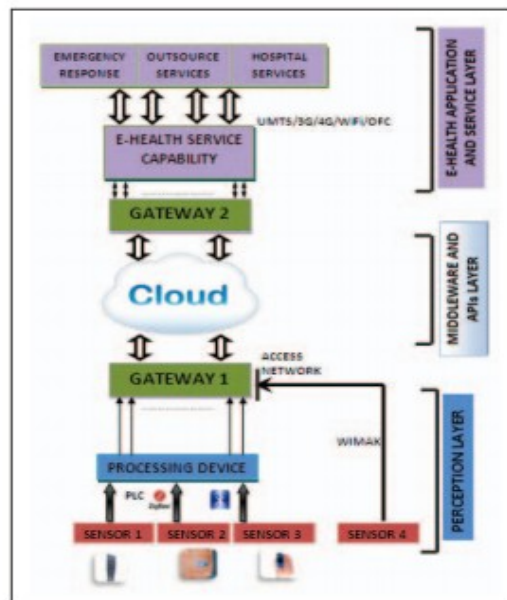 EMERGENCY RESPONSE
OUTSOURCE SERVICES
HOSPITAL SERVICES
UMTS/3G/4G/WiFi/OFC
E-HEALTH SERVICE
CAPABILITY
GATEWAY 2
Cloud
GATEWAY 1
ACCESS
NETWORK
WIMAX
PROCESSING DEVICE
PLC
ZigBee
SENSOR 1
SENSOR 2
SENSOR 3
SENSOR 4
E-HEALTH APPLICATION
AND SERVICE LAYER
MIDDLEWARE AND
APIs LAYER
PERCEPTION LAYER